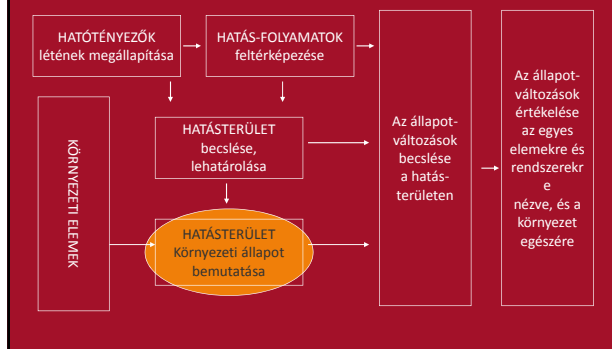 HATÓTÉNYEZŐK
létének megállapítása
HATÁS-FOLYAMATOK
feltérképezése
KÖRNYEZETI ELEMEK
HATÁSTERÜLET
becslése,
lehatárolása
HATÁSTERÜLET
Környezeti állapot
bemutatása
Az állapot-
változások
becslése
a hatás-
területen
Az állapot-
változások
értékelése
az egyes
elemekre és
rendszerekr
e
nézve, és a
környezet
egészére